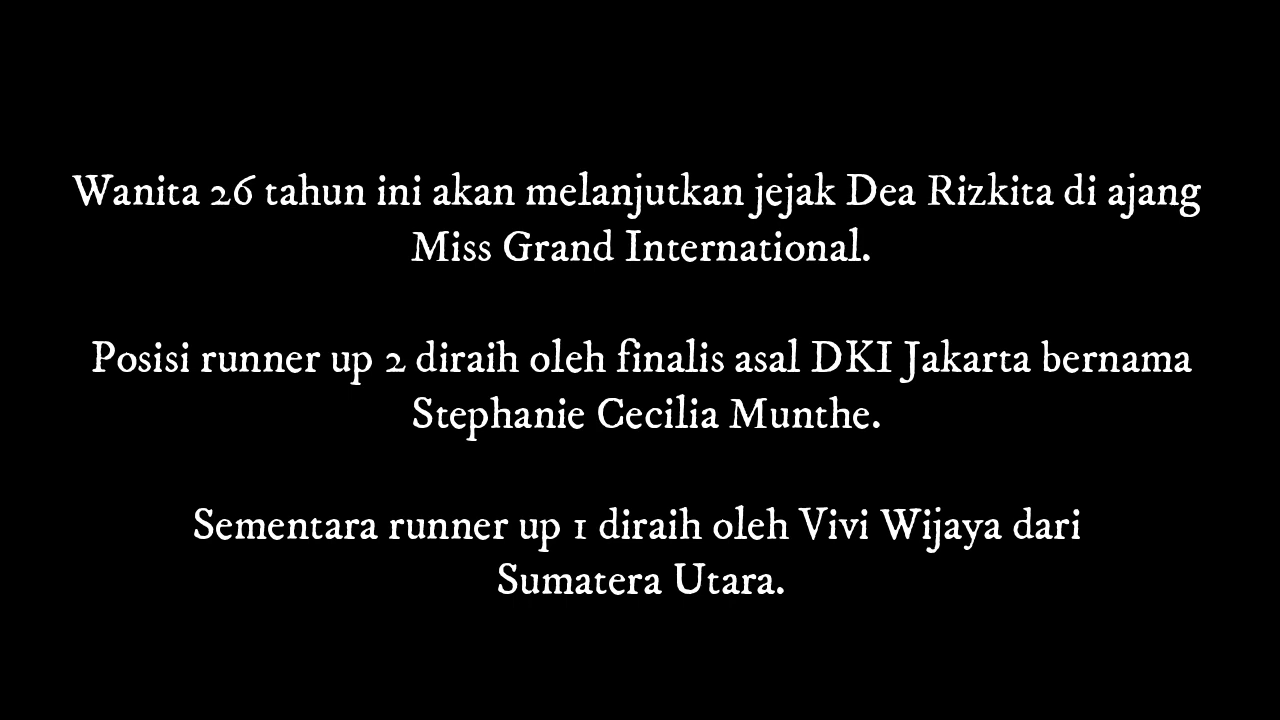 Wanita 26 tahun ini akan melanjutkan jejak Dea Rizkita di ajang
Miss Grand International.
Posisi runner up 2 diraih oleh finalis asal DKI Jakarta bernama
Stephanie Cecilia Munthe.
Sementara runner up 1 diraih oleh Vivi Wijaya dari
Sumatera Utara.